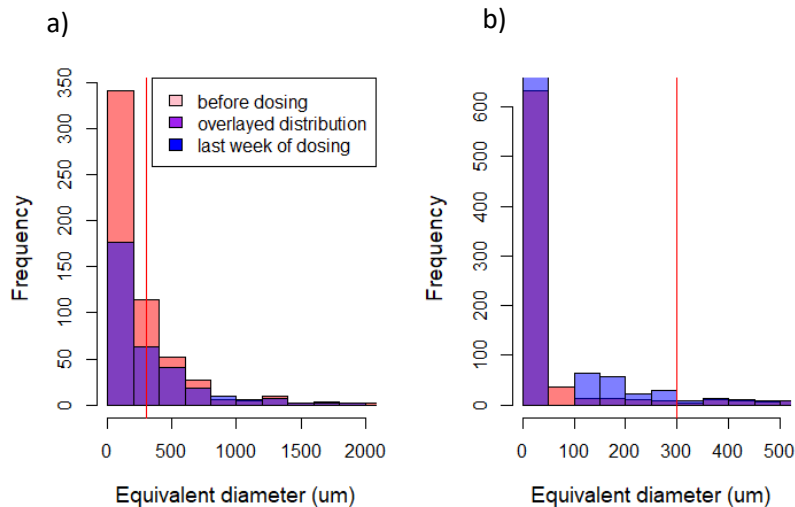 a)
b)
before dosing
overlayed distribution
last week of dosing
Frequency
0
50
100
150
200
250
300
350
0
500
1000
1500
2000
Equivalent diameter (um)
Frequency
0
100
200
300
400
500
600
0
100
200
300
400
500
Equivalent diameter (um)